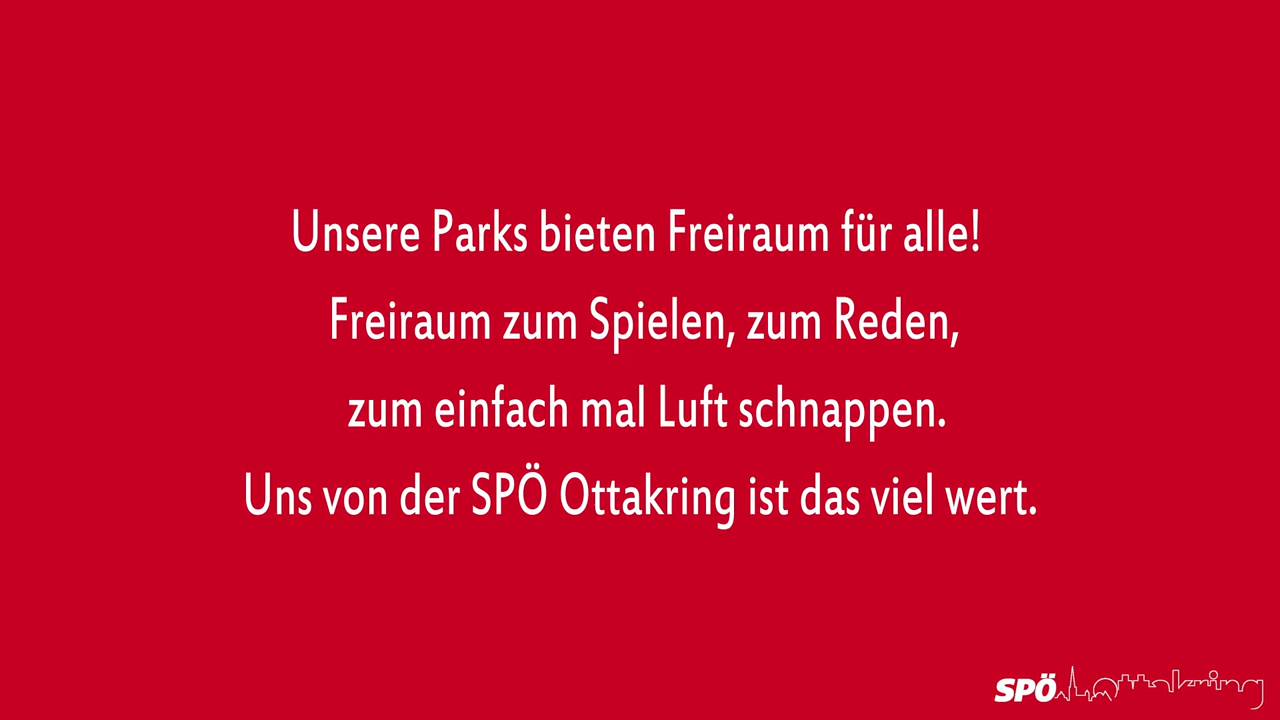 Unsere Parks bieten Freiraum für alle!
Freiraum zum Spielen, zum Reden,
zum einfach mal Luft schnappen.
Uns von der SPÖ Ottakring ist das viel wert.
SPÖ Ottakring